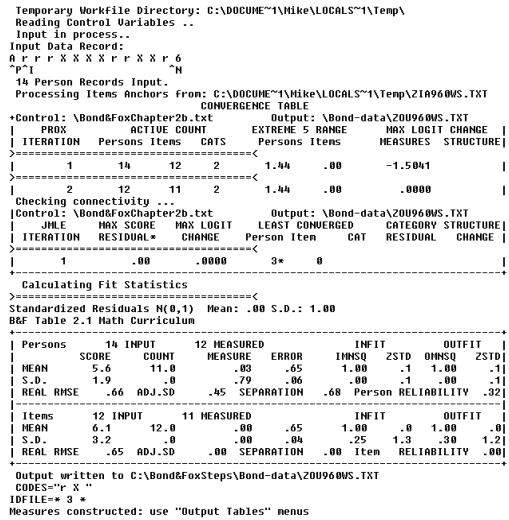 Temporary Workfile Directory: C:\DOCUME~1\Mike\LOCALS~1\Temp\
Reading Control Variables ..
Input in process..
Input Data Record:
A r r r X X X X r r X X r 6
^P^I                    ^N
14 Person Records Input.
Processing Items Anchors from: C:\DOCUME~1\Mike\LOCALS~1\Temp\ZIA960WS.TXT
CONVERGENCE TABLE
+Control: \Bond&FoxChapter2b.txt Output: \Bond-data\ZOU960WS.TXT
| PROX ACTIVE COUNT EXTREME 5 RANGE MAX LOGIT CHANGE |
| ITERATION Persons Items CATS Persons Items MEASURES STRUCTURE|
>=====================================<
| 1 14 12 2 1.44 .00 -1.5041 |
>=====================================<
| 2 12 11 2 1.44 .00 .0000 |
Checking connectivity ...
|Control: \Bond&FoxChapter2b.txt Output: \Bond-data\ZOU960WS.TXT
| JMLE MAX SCORE MAX LOGIT LEAST CONVERGED CATEGORY STRUCTURE|
| ITERATION RESIDUAL* CHANGE Person Item CAT RESIDUAL CHANGE |
>=====================================<
| 1 .00 .0000 3* 0 |
+----------------------------------------------------------------------------+
Calculating Fit Statistics
>=====================================<
Standardized Residuals N(0,1) Mean: .00 S.D.: 1.00
B&F Table 2.1 Math Curriculum
+----------------------------------------------------------------------------+
| Persons 14 INPUT 12 MEASURED INFIT OUTFIT |
| SCORE COUNT MEASURE ERROR IMNSQ ZSTD OMNSQ ZSTD|
| MEAN 5.6 11.0 .03 .65 1.00 .1 1.00 .1|
| S.D. 1.9 .0 .79 .06 .00 .1 .00 .1|
| REAL RMSE .66 ADJ.SD .45 SEPARATION .68 Person RELIABILITY .32|
|----------------------------------------------------------------------------|
| Items 12 INPUT 11 MEASURED INFIT OUTFIT |
| MEAN 6.1 12.0 .00 .65 1.00 .0 1.00 .0|
| S.D. 3.2 .0 .00 .04 .25 1.3 .30 1.2|
| REAL RMSE .65 ADJ.SD .00 SEPARATION .00 Item RELIABILITY .00|
+----------------------------------------------------------------------------+
Output written to C:\Bond&FoxSteps\Bond-data\ZOU960WS.TXT
CODES="r X "
IDFILE=* 3 *
Measures constructed: use "Output Tables" menus